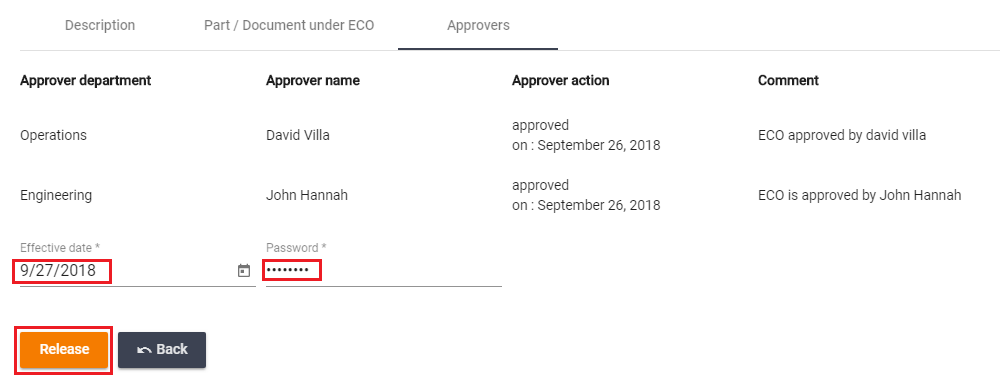 Description Part / Document under ECO Approvers
Approver department Approver name Approver action Comment
Operations David Villa approved on : September 26, 2018 ECO approved by david villa
Engineering John Hannah approved on : September 26, 2018 ECO is approved by John Hannah
Effective date * Password *
9/27/2018 ••••••••
Release Back